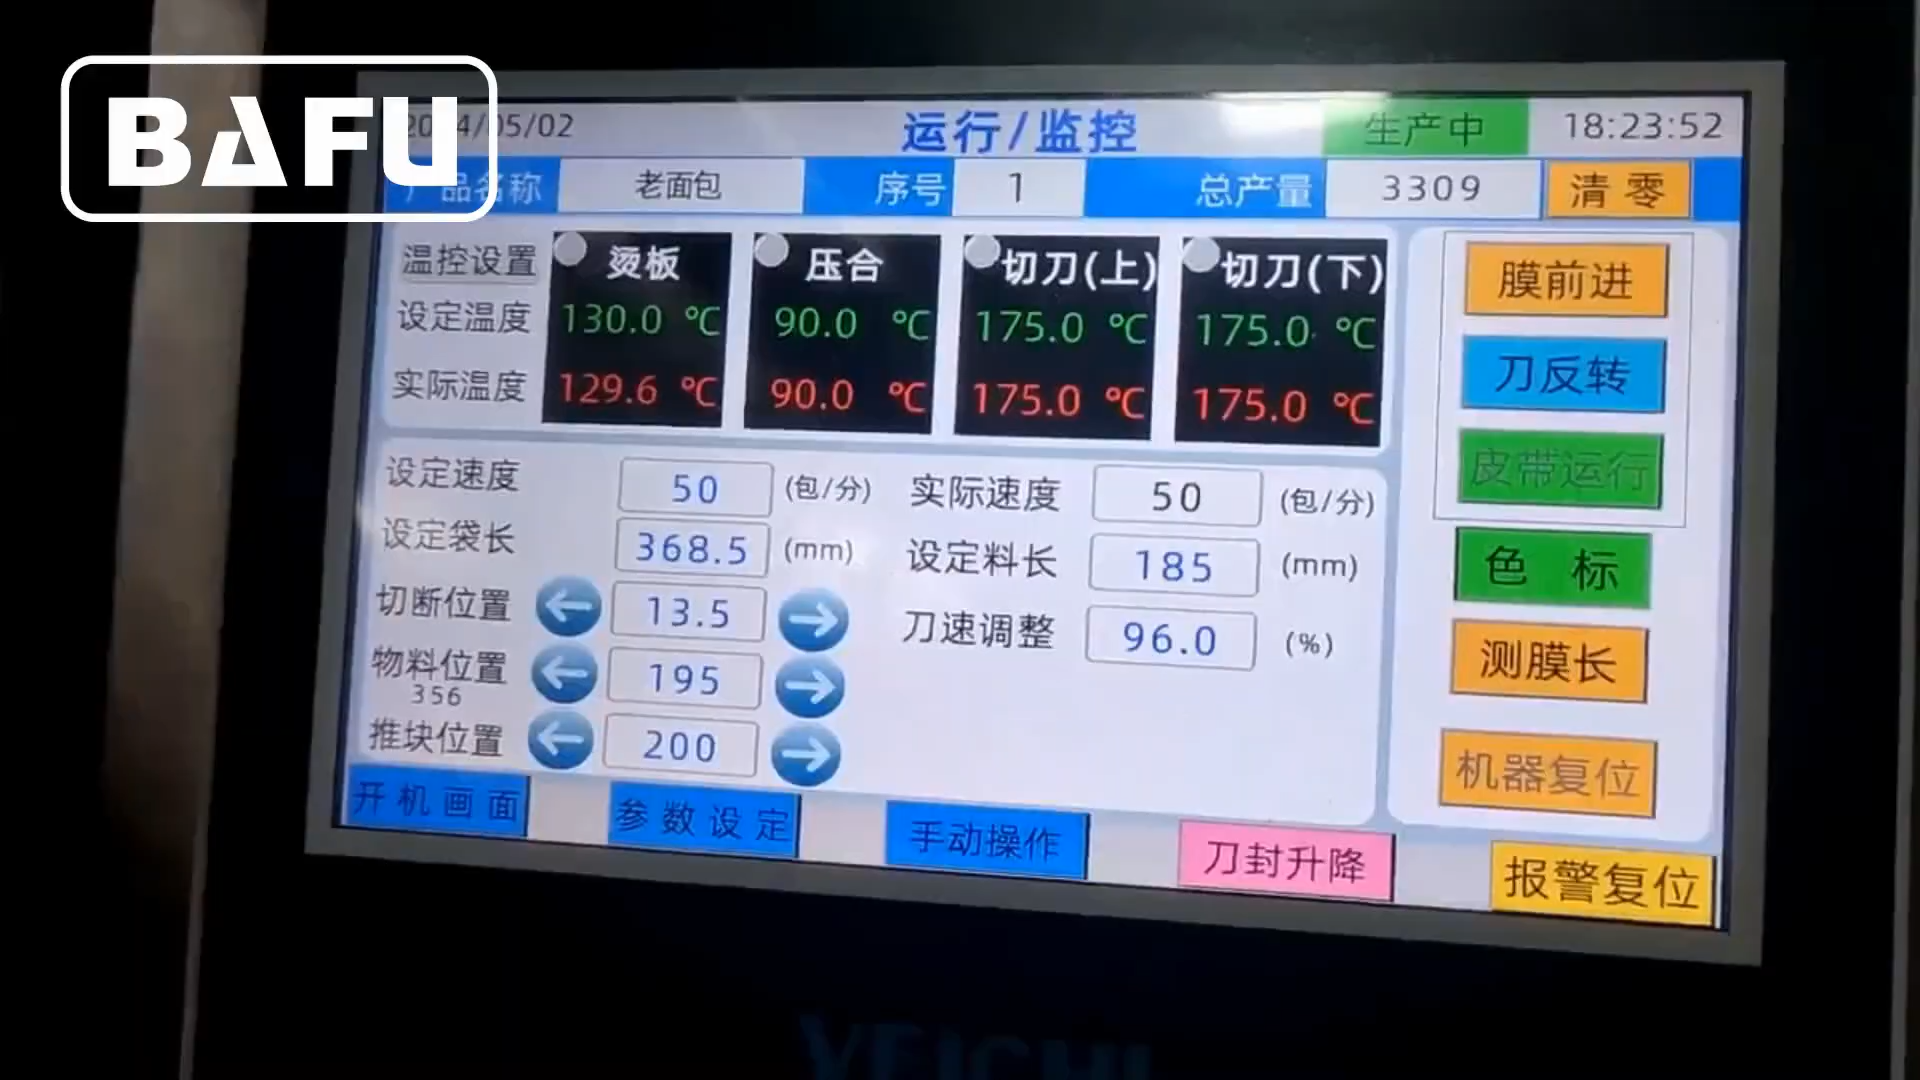 BAFU
2024/05/02 运行/监控 生产中 18:23:52
产品名称 老面包 序号 1 总产量 3309 清零
温控设置 烫板 压合 切刀(上) 切刀(下)
设定温度 130.0 ℃ 90.0 ℃ 175.0 ℃ 175.0 ℃
实际温度 129.6 ℃ 90.0 ℃ 175.0 ℃ 175.0 ℃
设定速度 50 (包/分) 实际速度 50 (包/分)
设定袋长 368.5 (mm) 设定料长 185 (mm)
切断位置 13.5 刀速调整 96.0 (%)
物料位置 195
356
推块位置 200
膜前进
刀反转
皮带运行
色 标
测膜长
机器复位
开机画面 参数设定 手动操作 刀封升降 报警复位
VEICHI